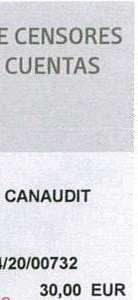 E CENSORES
CUENTAS
CANAUDIT
/20/00732
30,00 EUR